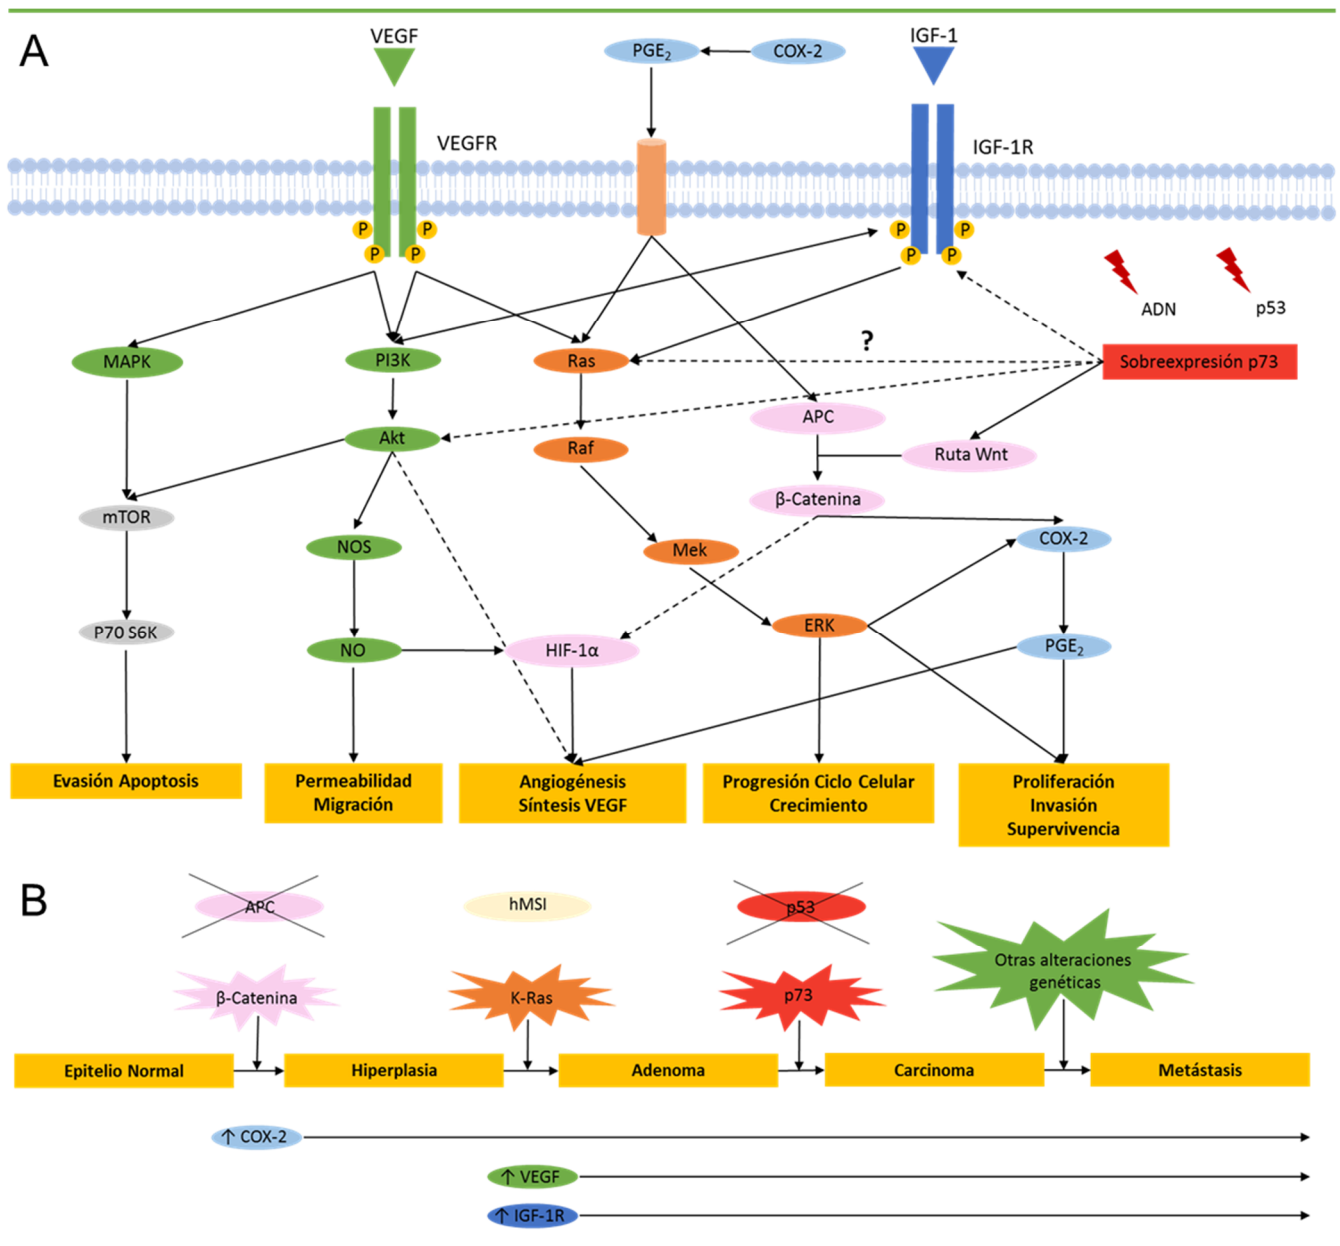 A
VEGF
PGE₂
COX-2
IGF-1
VEGFR
IGF-1R
P
P
P
P
P
P
P
P
ADN
p53
MAPK
PI3K
Ras
?
Sobreexpresión p73
APC
Akt
Raf
Ruta Wnt
β-Catenina
mTOR
NOS
Mek
COX-2
P70 S6K
NO
HIF-1α
ERK
PGE₂
Evasión Apoptosis
Permeabilidad
Migración
Angiogénesis
Síntesis VEGF
Progresión Ciclo Celular
Crecimiento
Proliferación
Invasión
Supervivencia
B
APC
hMSI
p53
Otras alteraciones
genéticas
β-Catenina
K-Ras
p73
Epitelio Normal
Hiperplasia
Adenoma
Carcinoma
Metástasis
↑ COX-2
↑ VEGF
↑ IGF-1R